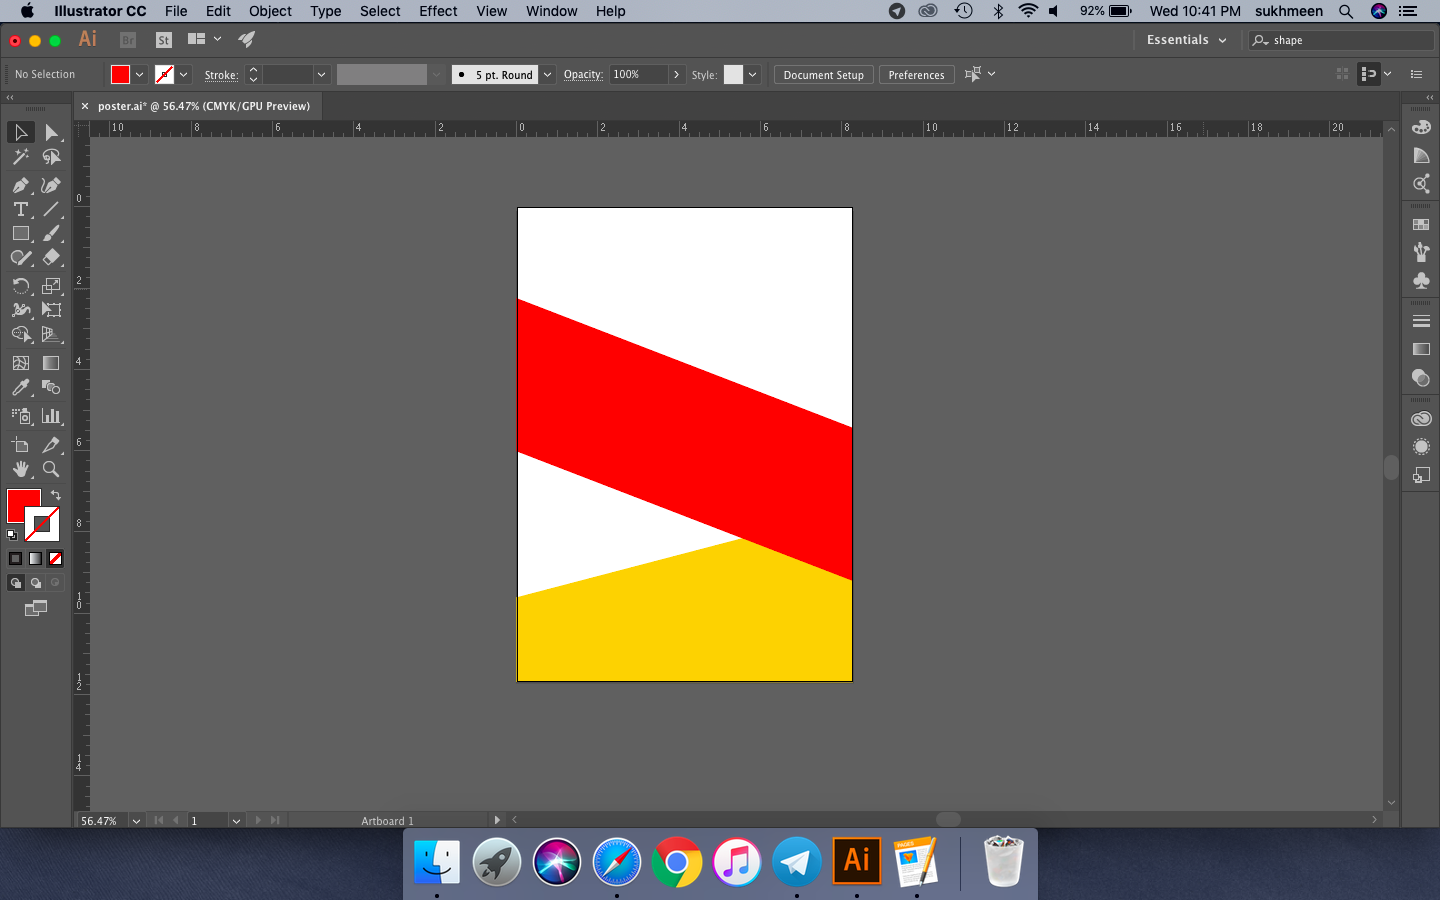 Illustrator CC File Edit Object Type Select Effect View Window Help 92% Wed 10:41 PM sukhmeen
Ai Br St Essentials shape
No Selection Stroke: 5 pt. Round Opacity: 100% Style: Document Setup Preferences
× poster.ai* @ 56.47% (CMYK/GPU Preview)
10 8 6 4 2 0 2 4 6 8 10 12 14 16 18 20
0
2
4
6
8
10
12
14
56.47% 1 Artboard 1
PAGES
Ai